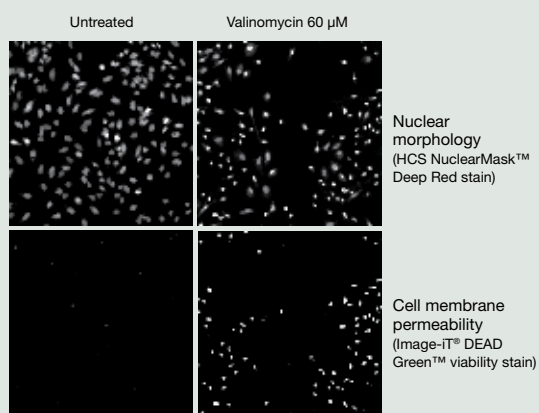 Untreated
Valinomycin 60 µM
Nuclear
morphology
(HCS NuclearMask™
Deep Red stain)
Cell membrane
permeability
(Image-iT® DEAD
Green™ viability stain)